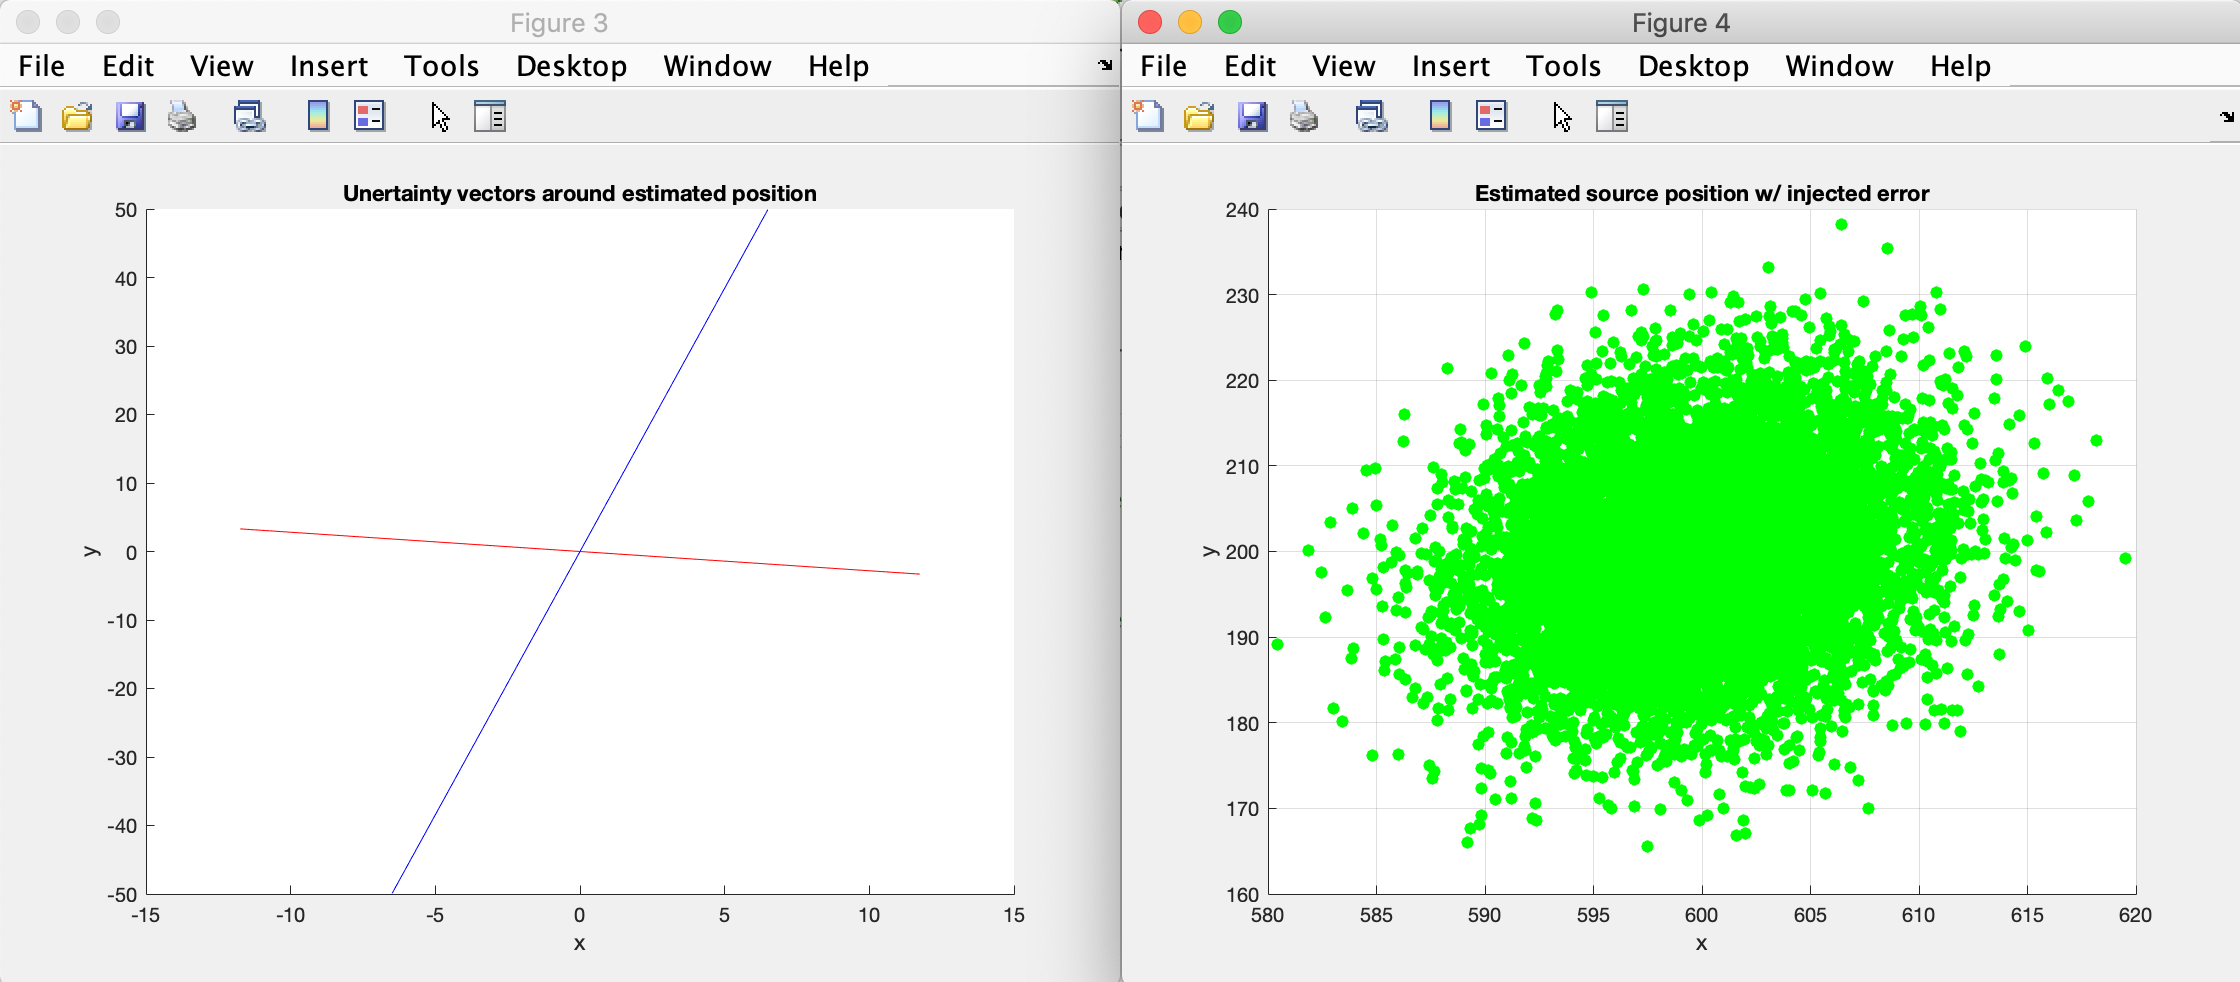 Figure 3
File Edit View Insert Tools Desktop Window Help
Unertainty vectors around estimated position
50
40
30
20
10
0
-10
-20
-30
-40
-50
y
-15 -10 -5 0 5 10 15
x
Figure 4
File Edit View Insert Tools Desktop Window Help
Estimated source position w/ injected error
240
230
220
210
200
190
180
170
160
y
580 585 590 595 600 605 610 615 620
x